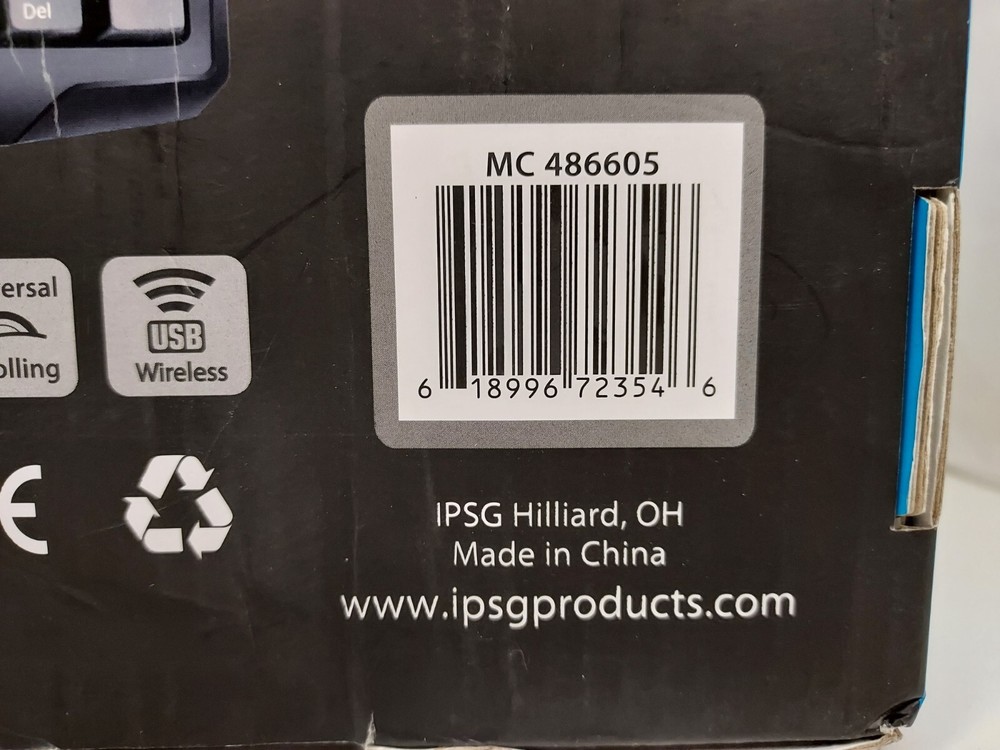 Del
MC 486605
ersal
olling
USB
Wireless
6 18996 72354 6
CE
IPSG Hilliard, OH
Made in China
www.ipsgproducts.com